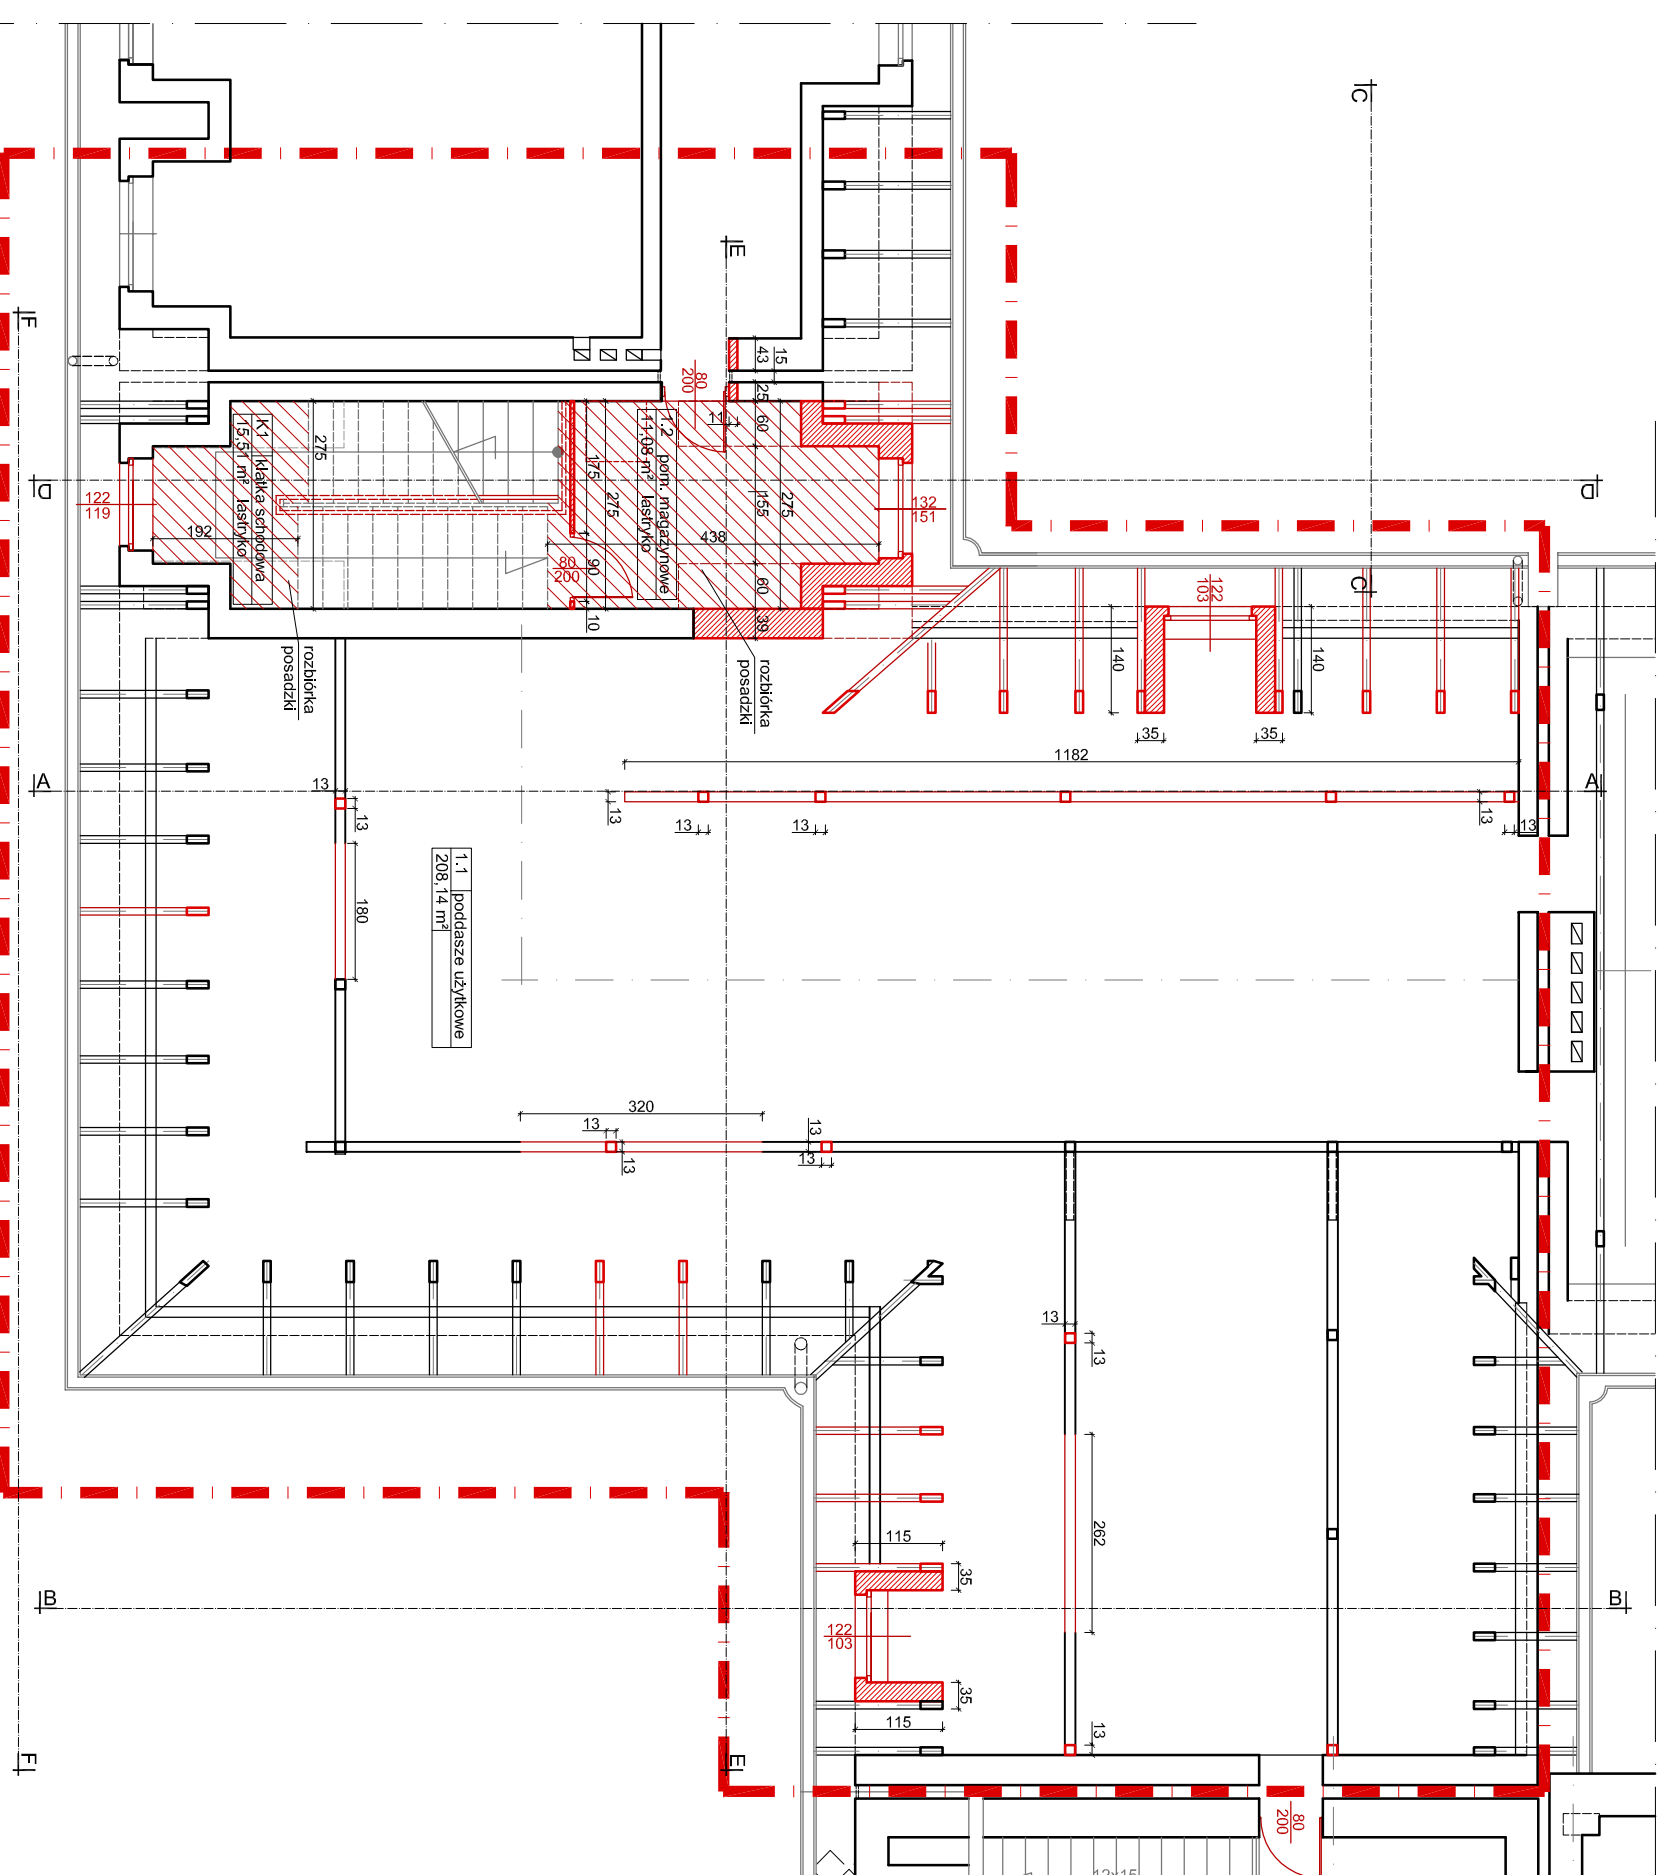 C
E
F
15
43
80
200
25
60
11
275
175
275
1.2 pom. magazynowe
11,08 m² lastryko
K1 klatka schodowa
15,51 m² lastryko
275
155
D
D
122
119
132
151
192
438
80
200
90
60
10
39
C
122
103
rozbiórka
posadzki
rozbiórka
posadzki
140
140
35
35
1182
A
A
13
13
13
13
13
13
13
180
1.1 poddasze użytkowe
208,14 m²
320
13
13
13
13
13
13
262
115
35
B
B
122
103
35
115
13
F
E
80
200
12x15